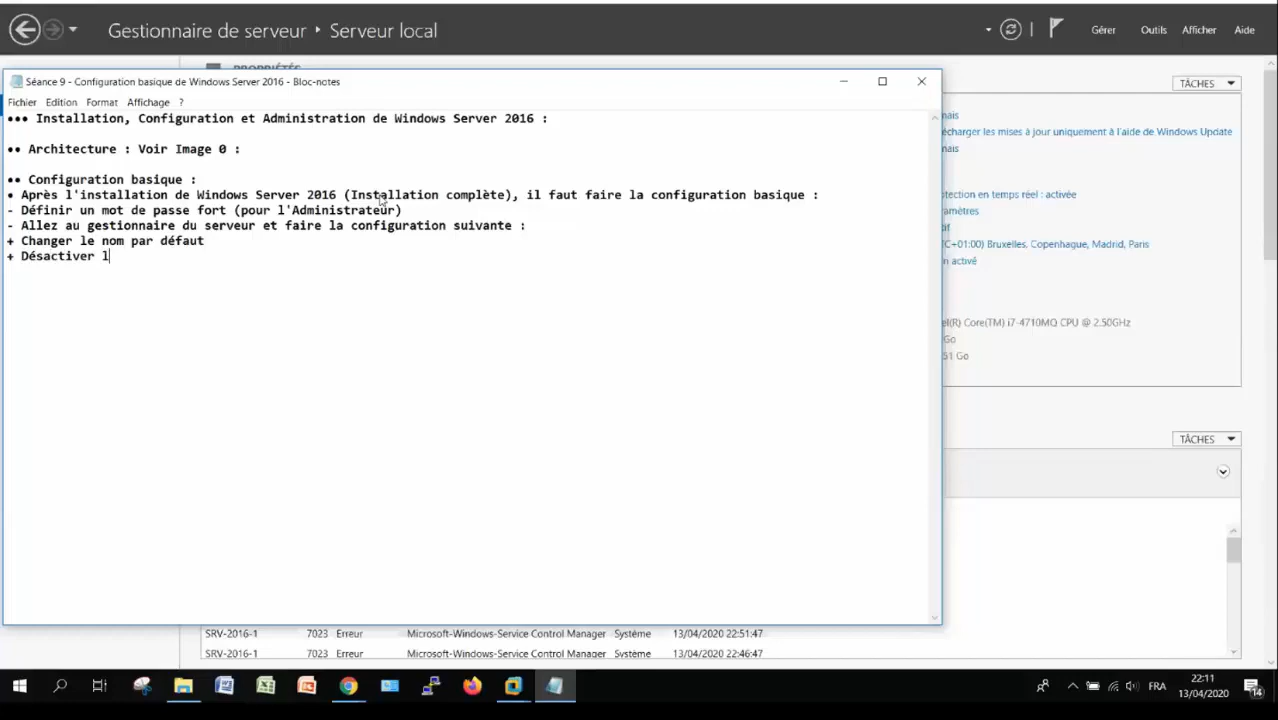 Gestionnaire de serveur ‣ Serveur local
Gérer Outils Afficher Aide
Séance 9 - Configuration basique de Windows Server 2016 - Bloc-notes
Fichier Edition Format Affichage ?
••• Installation, Configuration et Administration de Windows Server 2016 :
•• Architecture : Voir Image 0 :
•• Configuration basique :
• Après l'installation de Windows Server 2016 (Installation complète), il faut faire la configuration basique :
- Définir un mot de passe fort (pour l'Administrateur)
- Allez au gestionnaire du serveur et faire la configuration suivante :
+ Changer le nom par défaut
+ Désactiver l
TÂCHES
mais
écharger les mises à jour uniquement à l'aide de Windows Update
mais
otection en temps réel : activée
ramètres
tif
TC+01:00) Bruxelles, Copenhague, Madrid, Paris
n activé
el(R) Core(TM) i7-4710MQ CPU @ 2.50GHz
Go
51 Go
TÂCHES
SRV-2016-1 7023 Erreur Microsoft-Windows-Service Control Manager Système 13/04/2020 22:51:47
SRV-2016-1 7023 Erreur Microsoft-Windows-Service Control Manager Système 13/04/2020 22:46:47
FRA
22:11
13/04/2020
14